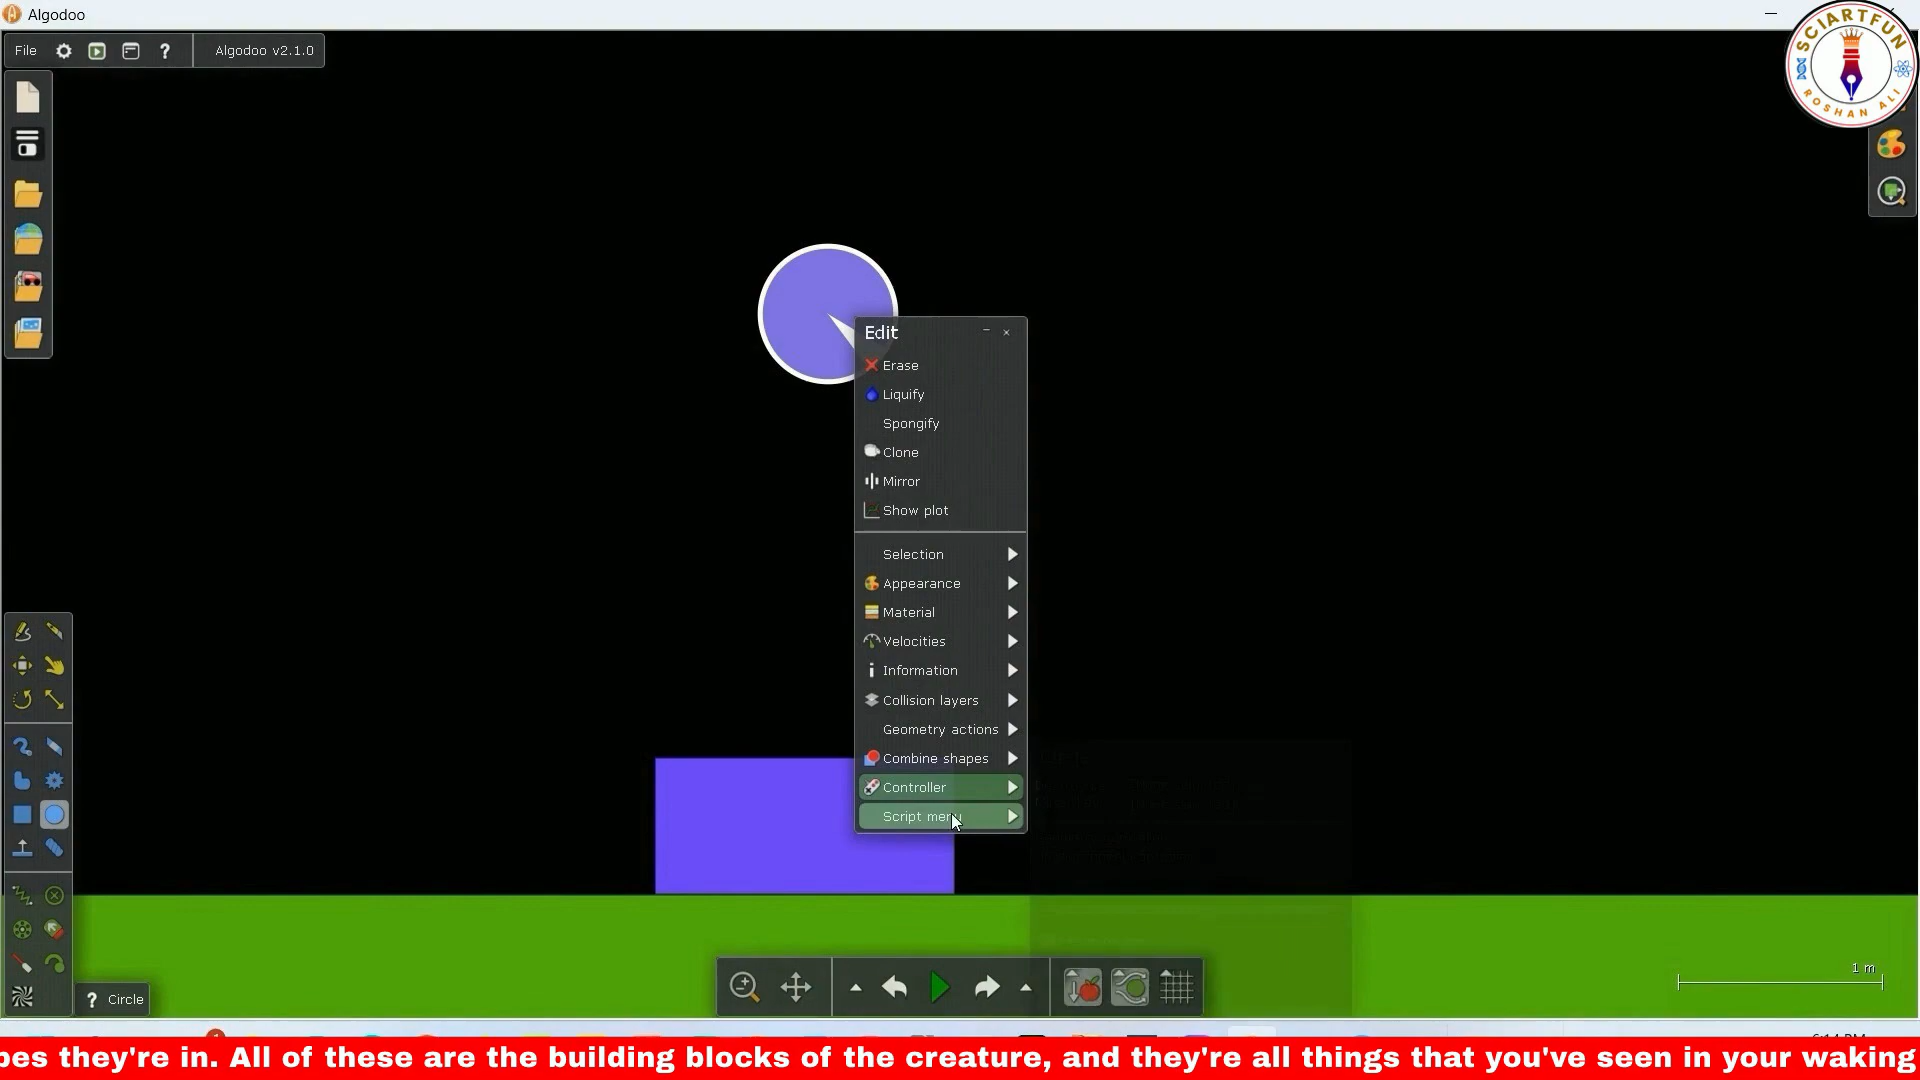 Algodoo
File
Algodoo v2.1.0
SCIARTFUN
ROSHAN ALI
Edit
Erase
Liquify
Spongify
Clone
Mirror
Show plot
Selection
Appearance
Material
Velocities
Information
Collision layers
Geometry actions
Combine shapes
Controller
Script menu
1 m
? Circle
pes they're in. All of these are the building blocks of the creature, and they're all things that you've seen in your waking